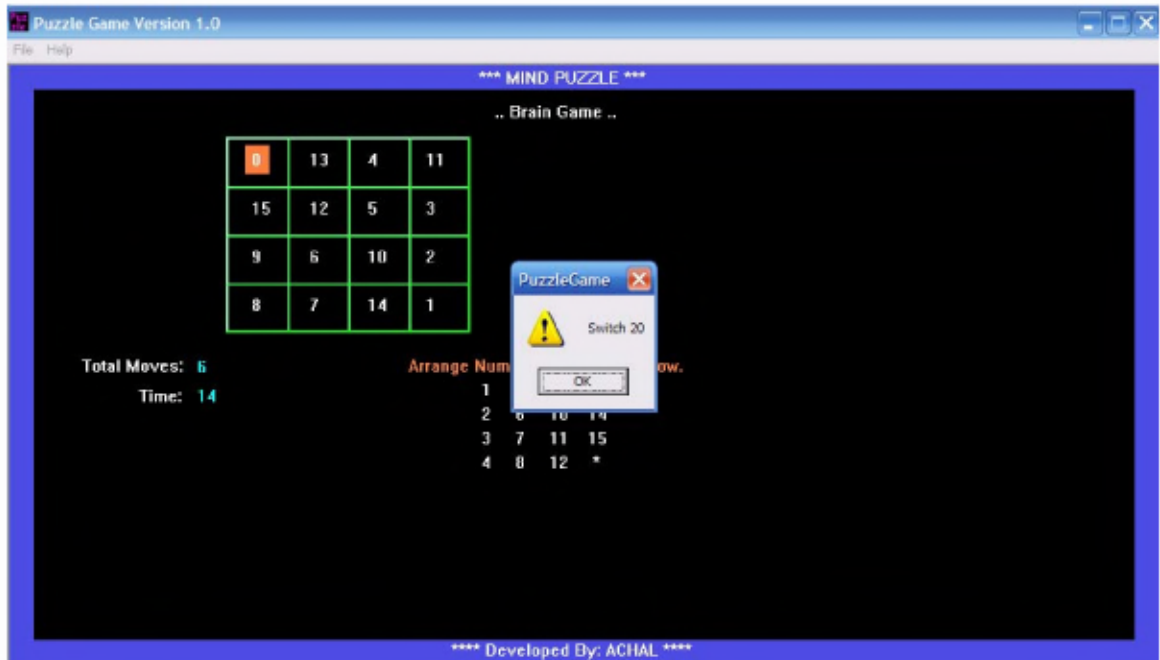 Puzzle Game Version 1.0
File Help
*** MIND PUZZLE ***
.. Brain Game ..
0 13 4 11
15 12 5 3
9 6 10 2
8 7 14 1
PuzzleGame
Switch 20
OK
Total Moves: 6
Time: 14
Arrange Num ow.
1
2 6 10 14
3 7 11 15
4 8 12 *
**** Developed By: ACHAL ****